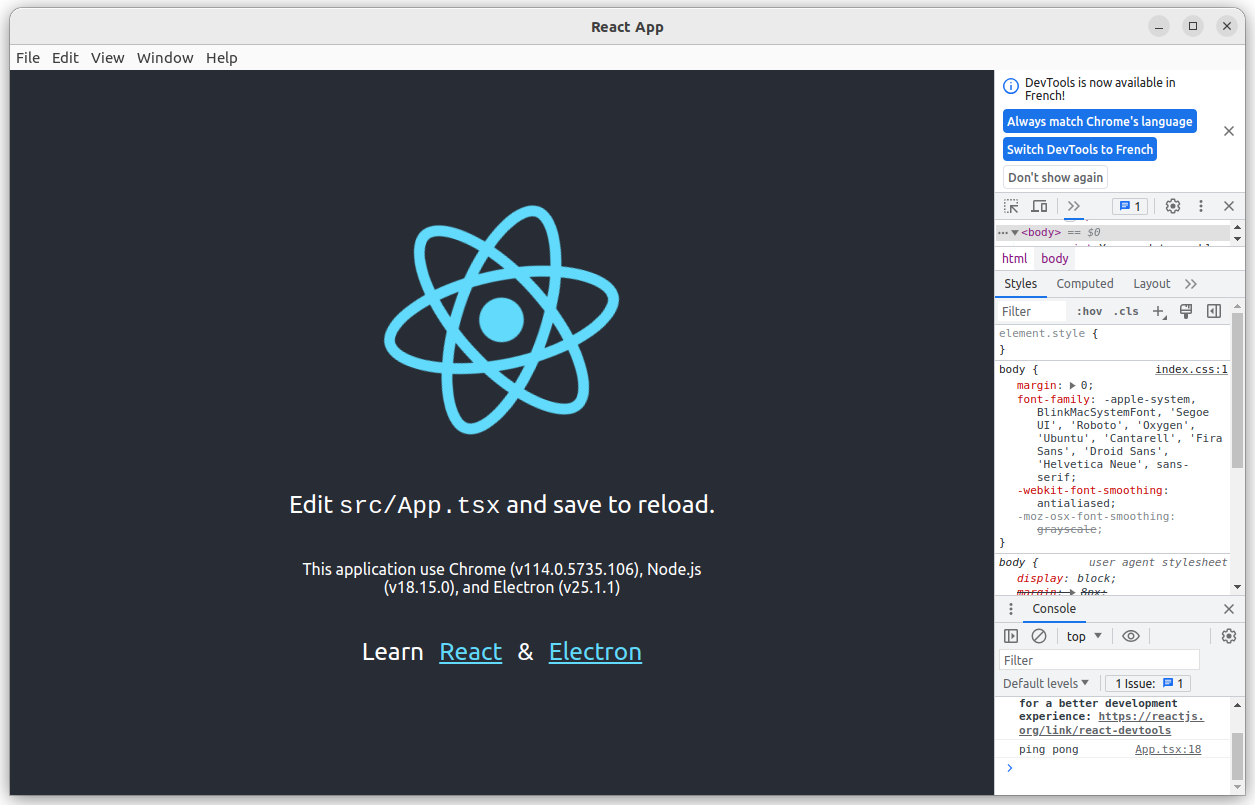 React App
File Edit View Window Help
Edit src/App.tsx and save to reload.
This application use Chrome (v114.0.5735.106), Node.js
(v18.15.0), and Electron (v25.1.1)
Learn React & Electron
DevTools is now available in
French!
Always match Chrome's language
Switch DevTools to French
Don't show again
1
<body> == $0
html body
Styles Computed Layout
Filter :hov .cls
element.style {
}
body { index.css:1
margin: 0;
font-family: -apple-system,
BlinkMacSystemFont, 'Segoe
UI', 'Roboto', 'Oxygen',
'Ubuntu', 'Cantarell', 'Fira
Sans', 'Droid Sans',
'Helvetica Neue', sans-
serif;
-webkit-font-smoothing:
antialiased;
-moz-osx-font-smoothing:
grayscale;
}
body { user agent stylesheet
display: block;
margin: 8px;
Console
top
Filter
Default levels 1 Issue: 1
for a better development
experience: https://reactjs.
org/link/react-devtools
ping pong App.tsx:18